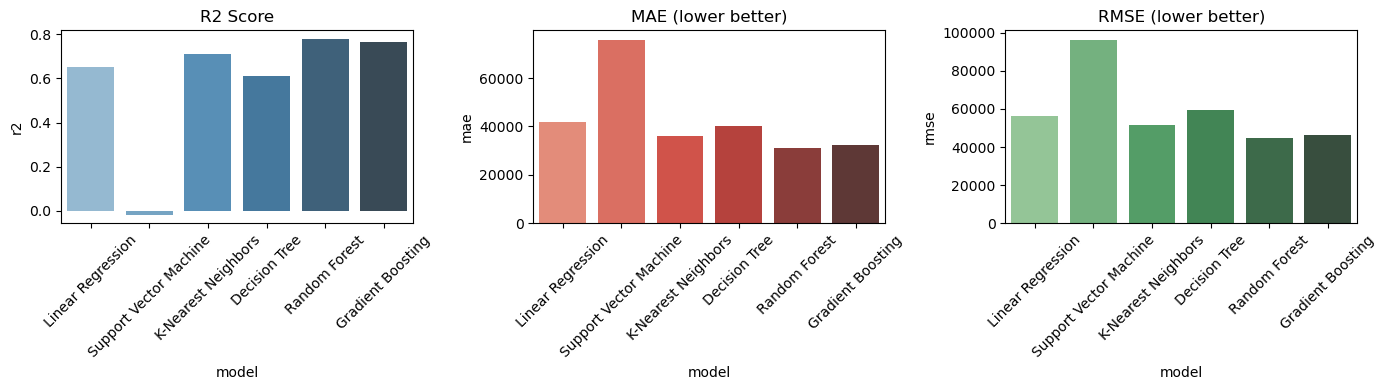 R2 Score
r2
0.8
0.6
0.4
0.2
0.0
Linear Regression
Support Vector Machine
K-Nearest Neighbors
Decision Tree
Random Forest
Gradient Boosting
model
MAE (lower better)
mae
60000
40000
20000
0
Linear Regression
Support Vector Machine
K-Nearest Neighbors
Decision Tree
Random Forest
Gradient Boosting
model
RMSE (lower better)
rmse
100000
80000
60000
40000
20000
0
Linear Regression
Support Vector Machine
K-Nearest Neighbors
Decision Tree
Random Forest
Gradient Boosting
model